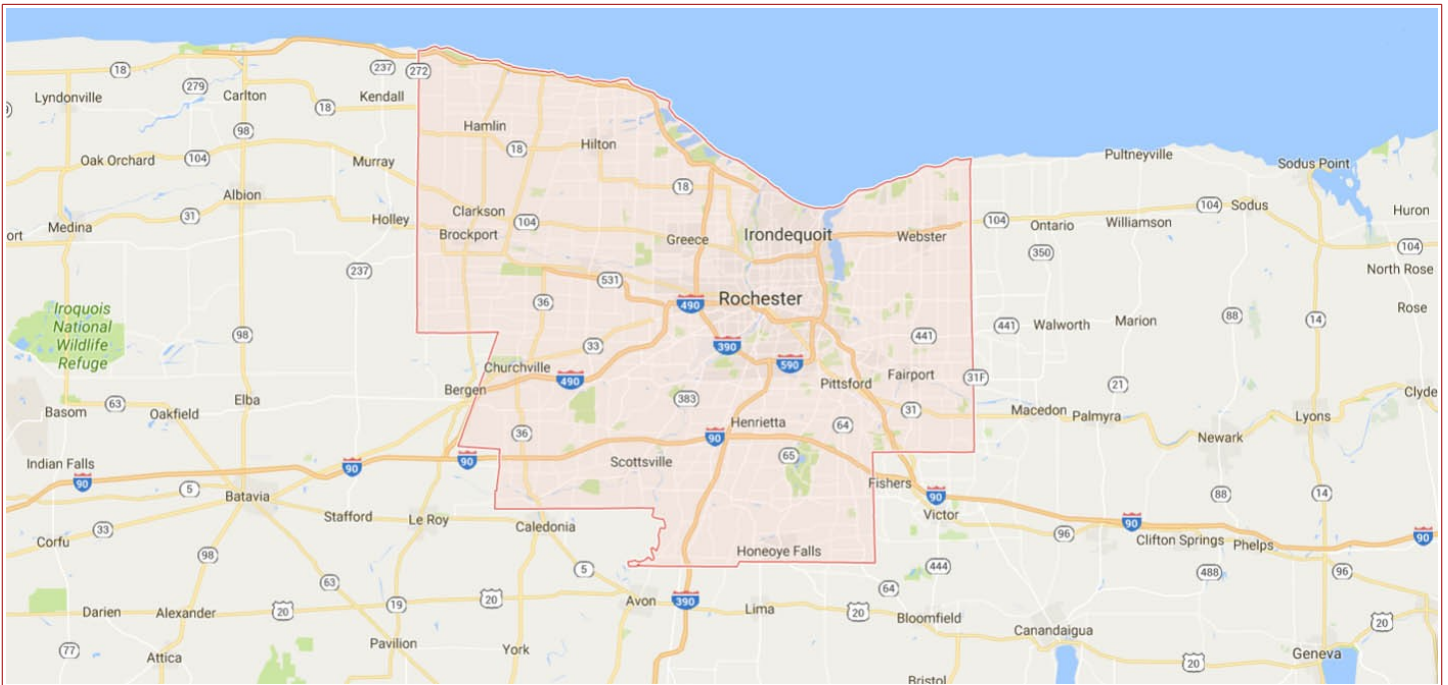 18
237
272
279
Lyndonville
Carlton
Kendall
18
98
Hamlin
18
Hilton
Oak Orchard
104
Murray
Pultneyville
Sodus Point
18
Albion
Medina
31
Holley
Clarkson
104
Brockport
Greece
Irondequoit
Webster
104
Ontario
Williamson
104
Sodus
Huron
ort
350
104
237
531
North Rose
Iroquois
National
Wildlife
Refuge
36
490
Rochester
441
Walworth
Marion
88
14
Rose
98
33
390
590
441
Churchville
490
Bergen
Pittsford
Fairport
31F
21
Clyde
Basom
63
Oakfield
Elba
383
31
Macedon
Palmyra
Lyons
36
Henrietta
64
90
Newark
Indian Falls
90
90
90
Scottsville
65
Fishers
5
Batavia
90
88
14
Stafford
Le Roy
Victor
Corfu
33
Caledonia
96
90
Clifton Springs
Phelps
90
98
Honeoye Falls
5
444
488
96
63
64
Darien
Alexander
20
19
20
Avon
390
Lima
20
Bloomfield
20
77
Attica
Pavilion
York
Canandaigua
20
Geneva
Bristol